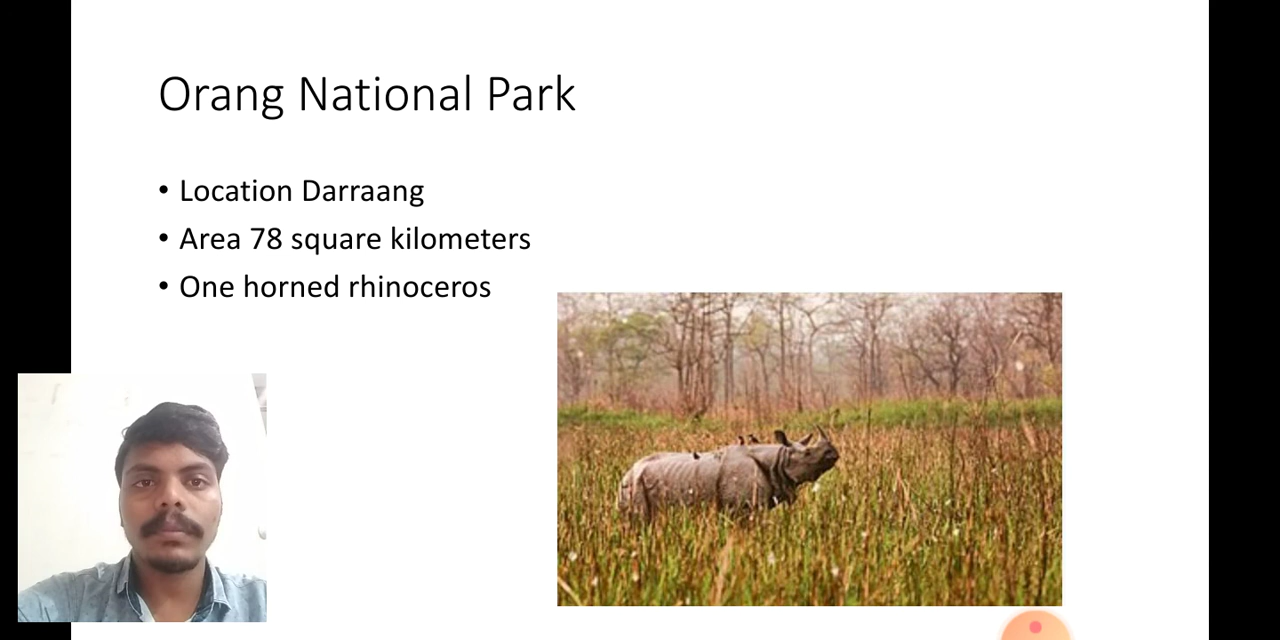 Orang National Park
• Location Darraang
• Area 78 square kilometers
• One horned rhinoceros